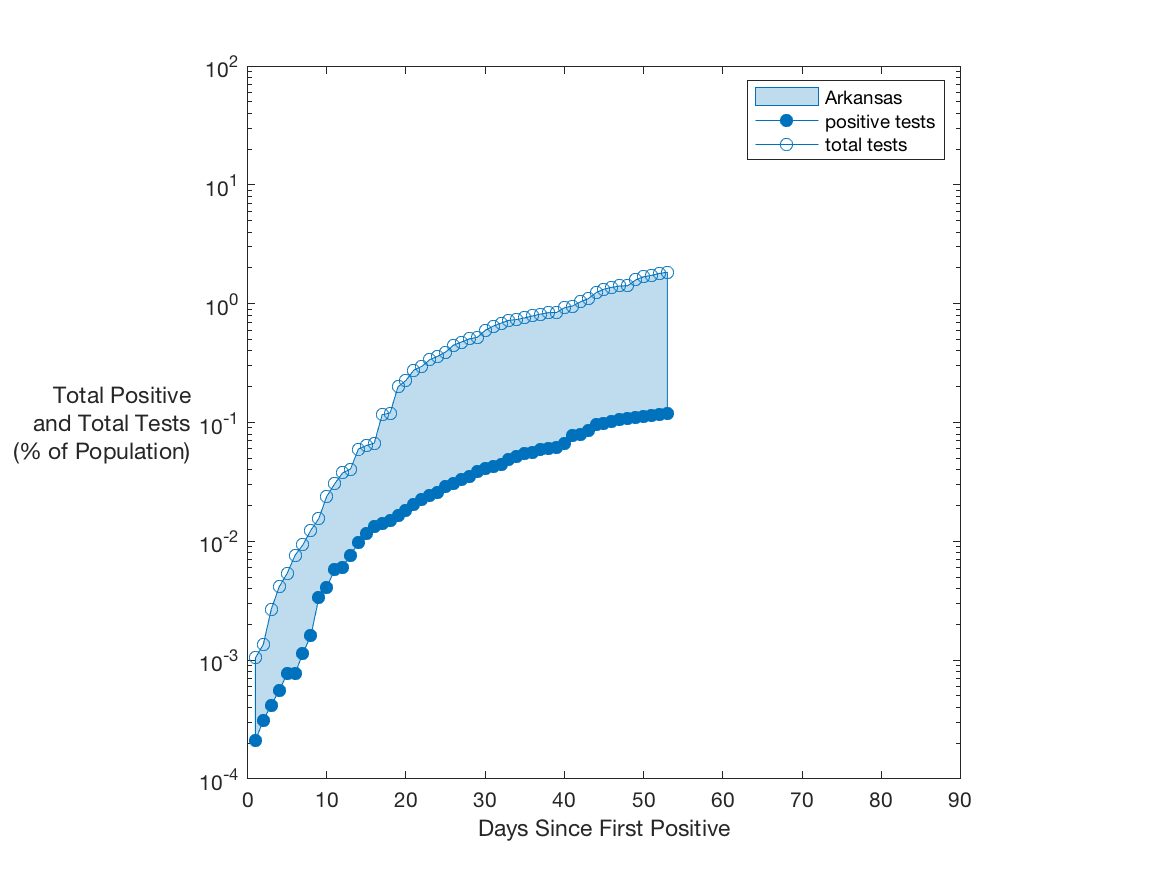 10^2
10^1
10^0
10^-1
10^-2
10^-3
10^-4
Total Positive
and Total Tests
(% of Population)
Arkansas
positive tests
total tests
0 10 20 30 40 50 60 70 80 90
Days Since First Positive